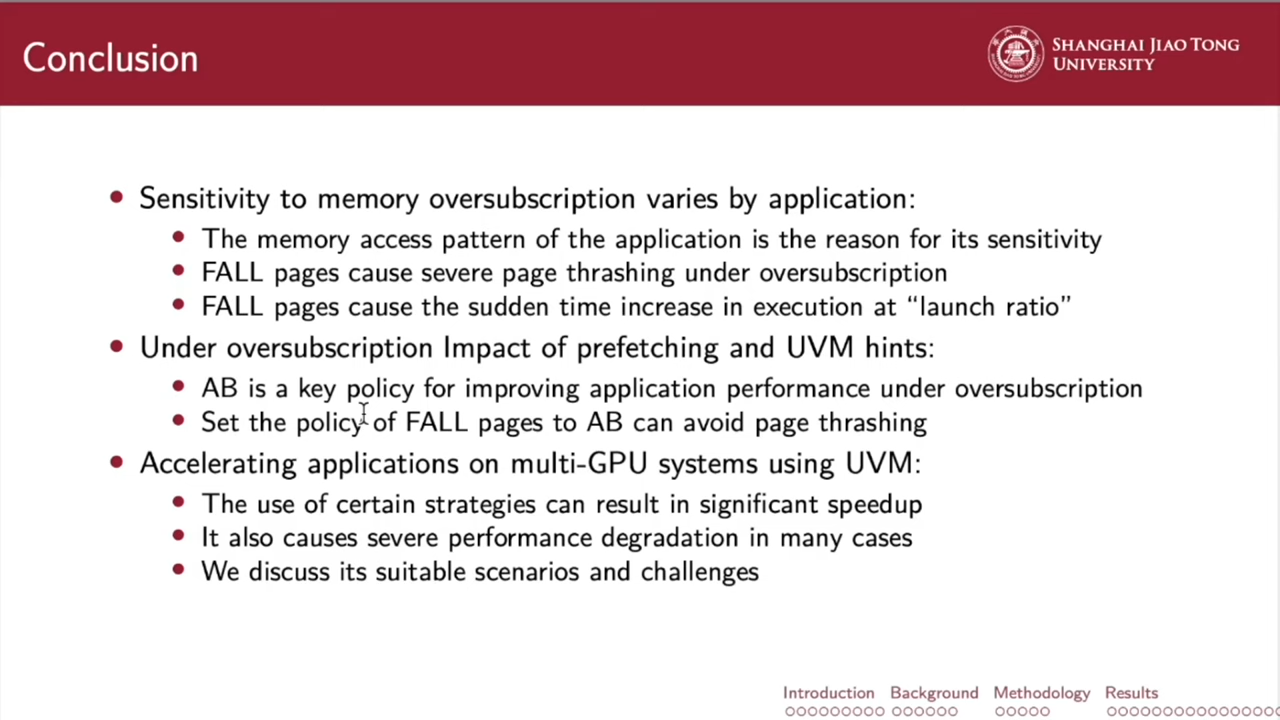 Conclusion
SHANGHAI JIAO TONG
UNIVERSITY
Sensitivity to memory oversubscription varies by application:
The memory access pattern of the application is the reason for its sensitivity
FALL pages cause severe page thrashing under oversubscription
FALL pages cause the sudden time increase in execution at “launch ratio”
Under oversubscription Impact of prefetching and UVM hints:
AB is a key policy for improving application performance under oversubscription
Set the policy of FALL pages to AB can avoid page thrashing
Accelerating applications on multi-GPU systems using UVM:
The use of certain strategies can result in significant speedup
It also causes severe performance degradation in many cases
We discuss its suitable scenarios and challenges
Introduction Background Methodology Results